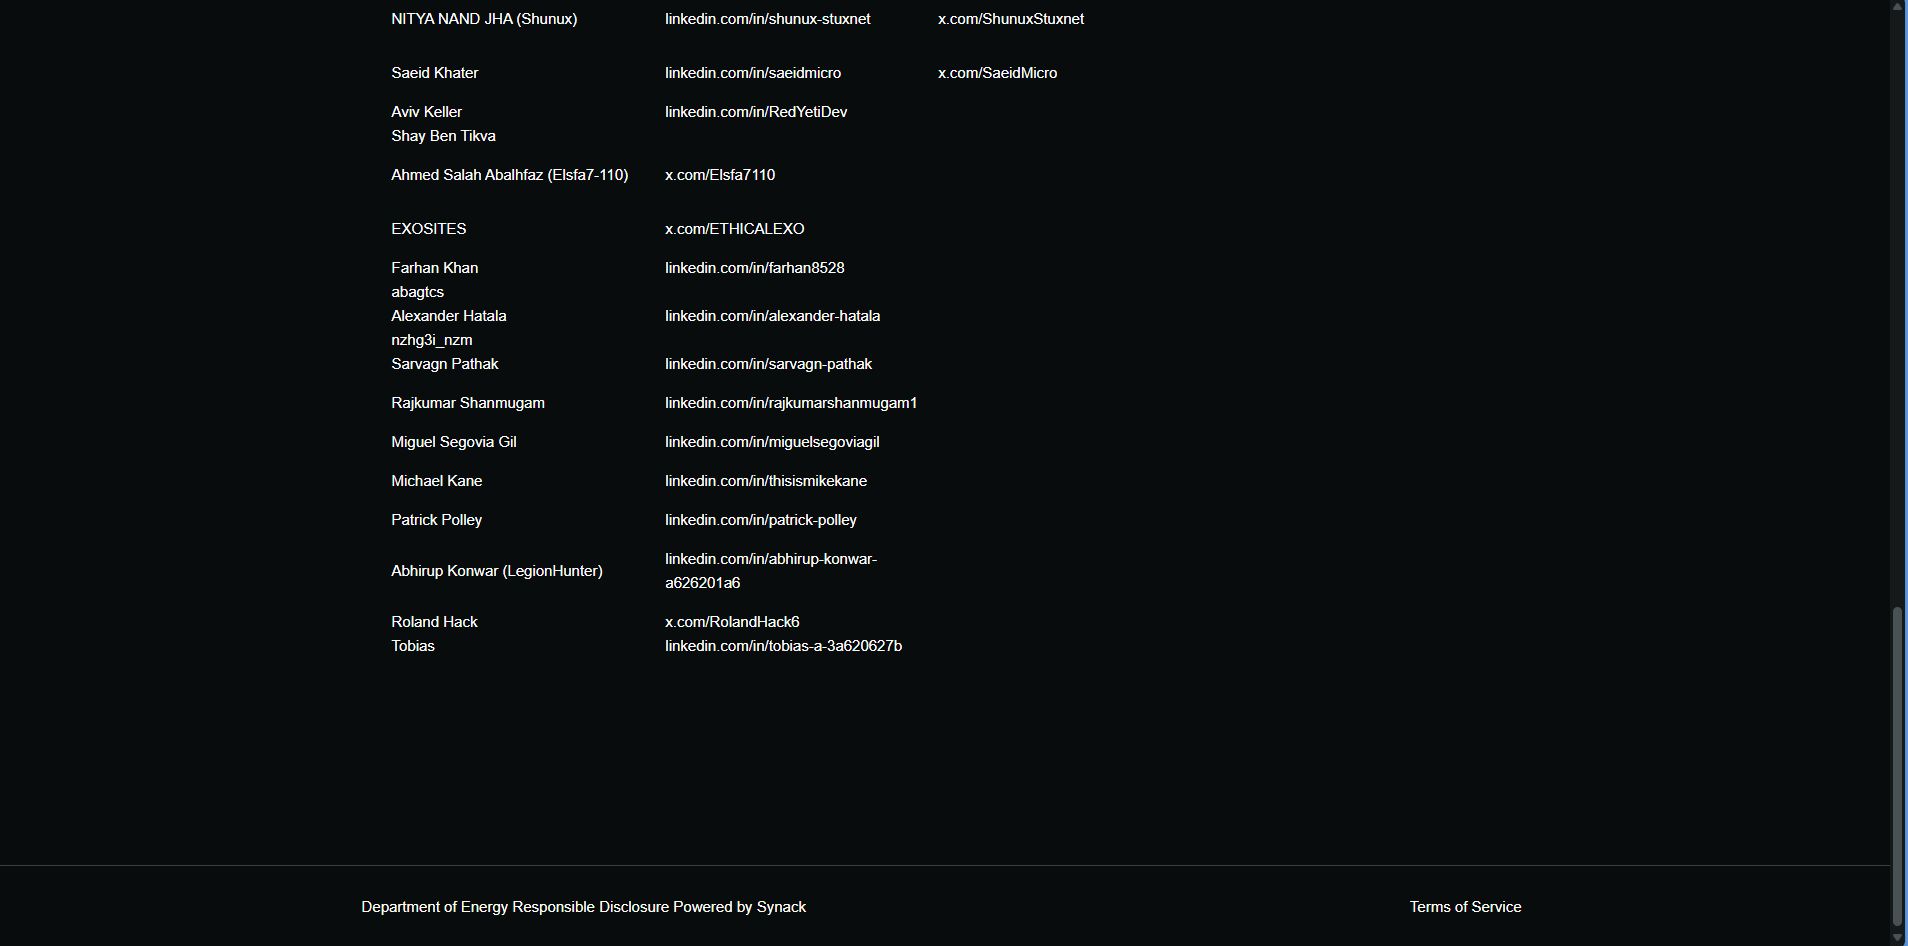 NITYA NAND JHA (Shunux) linkedin.com/in/shunux-stuxnet x.com/ShunuxStuxnet
Saeid Khater linkedin.com/in/saeidmicro x.com/SaeidMicro
Aviv Keller linkedin.com/in/RedYetiDev
Shay Ben Tikva
Ahmed Salah Abalhfaz (Elsfa7-110) x.com/Elsfa7110
EXOSITES x.com/ETHICALEXO
Farhan Khan linkedin.com/in/farhan8528
abagtcs
Alexander Hatala linkedin.com/in/alexander-hatala
nzhg3i_nzm
Sarvagn Pathak linkedin.com/in/sarvagn-pathak
Rajkumar Shanmugam linkedin.com/in/rajkumarshanmugam1
Miguel Segovia Gil linkedin.com/in/miguelsegoviagil
Michael Kane linkedin.com/in/thisismikekane
Patrick Polley linkedin.com/in/patrick-polley
Abhirup Konwar (LegionHunter) linkedin.com/in/abhirup-konwar-
a626201a6
Roland Hack x.com/RolandHack6
Tobias linkedin.com/in/tobias-a-3a620627b
Department of Energy Responsible Disclosure Powered by Synack Terms of Service